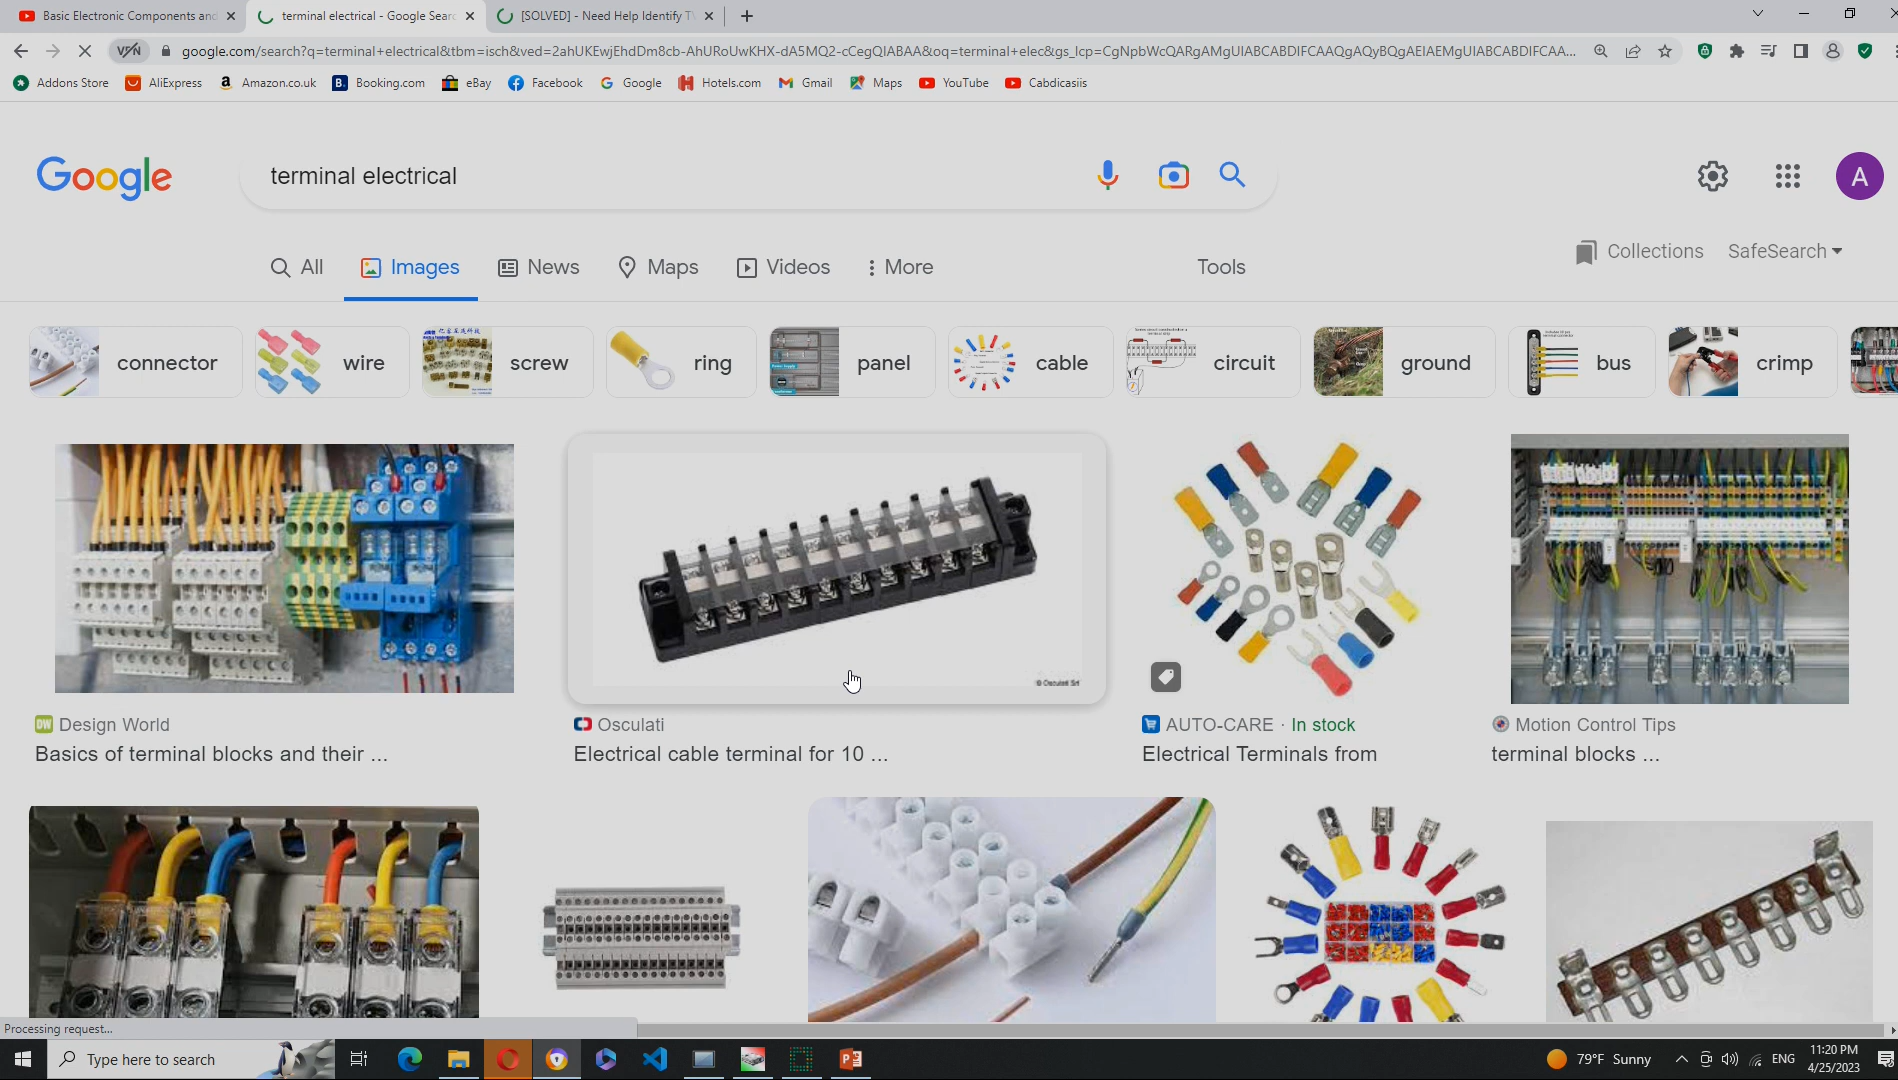 Basic Electronic Components and
terminal electrical - Google Sear
[SOLVED] - Need Help Identify T
VPN
google.com/search?q=terminal+electrical&tbm=isch&ved=2ahUKEwjEhdDm8cb-AhURoUwKHX-dA5MQ2-cCegQIABAA&oq=terminal+elec&gs_lcp=CgNpbWcQARgAMgUIABCABDIFCAAQgAQyBQgAEIAEMgUIABCABDIFCAA...
Addons Store
AliExpress
Amazon.co.uk
Booking.com
eBay
Facebook
Google
Hotels.com
Gmail
Maps
YouTube
Cabdicasiis
Google
terminal electrical
A
All
Images
News
Maps
Videos
More
Tools
Collections
SafeSearch
connector
wire
screw
ring
panel
cable
circuit
ground
bus
crimp
© Osculati Srl
DW Design World
Basics of terminal blocks and their ...
Osculati
Electrical cable terminal for 10 ...
AUTO-CARE · In stock
Electrical Terminals from
Motion Control Tips
terminal blocks ...
Processing request...
Type here to search
79°F Sunny
ENG
11:20 PM
4/25/2023